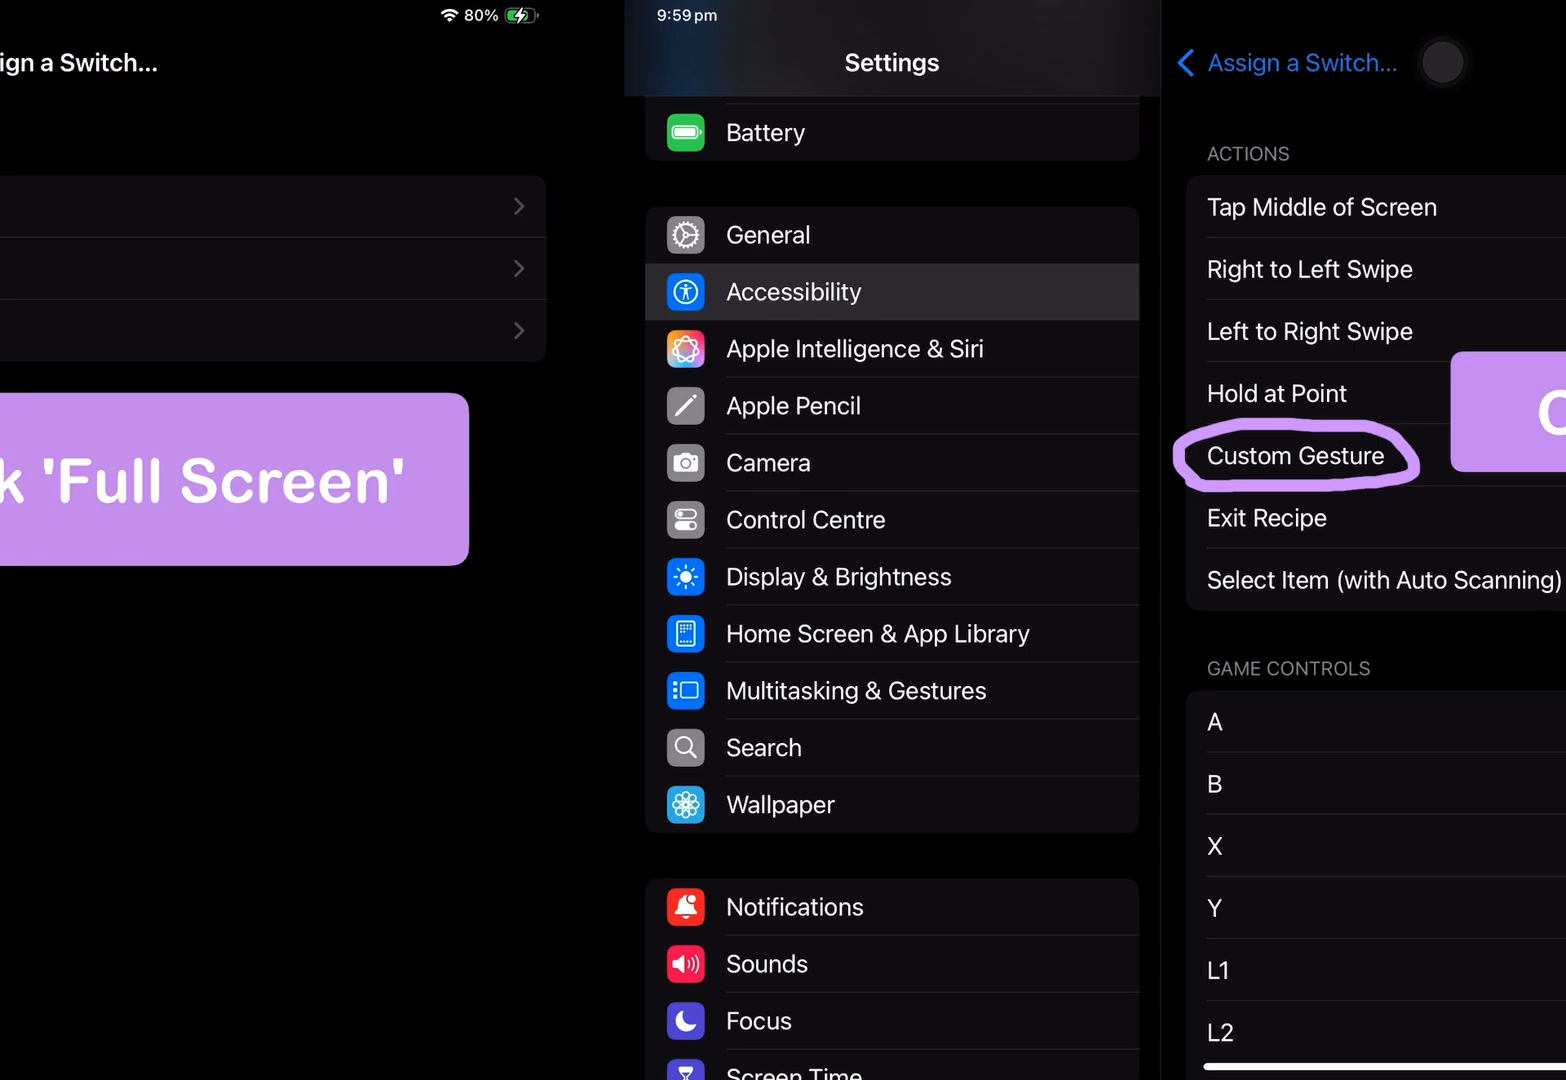 80%
ign a Switch...
k 'Full Screen'
9:59 pm
Settings
Battery
General
Accessibility
Apple Intelligence & Siri
Apple Pencil
Camera
Control Centre
Display & Brightness
Home Screen & App Library
Multitasking & Gestures
Search
Wallpaper
Notifications
Sounds
Focus
Screen Time
Assign a Switch...
ACTIONS
Tap Middle of Screen
Right to Left Swipe
Left to Right Swipe
Hold at Point
Custom Gesture
Exit Recipe
Select Item (with Auto Scanning)
GAME CONTROLS
A
B
X
Y
L1
L2